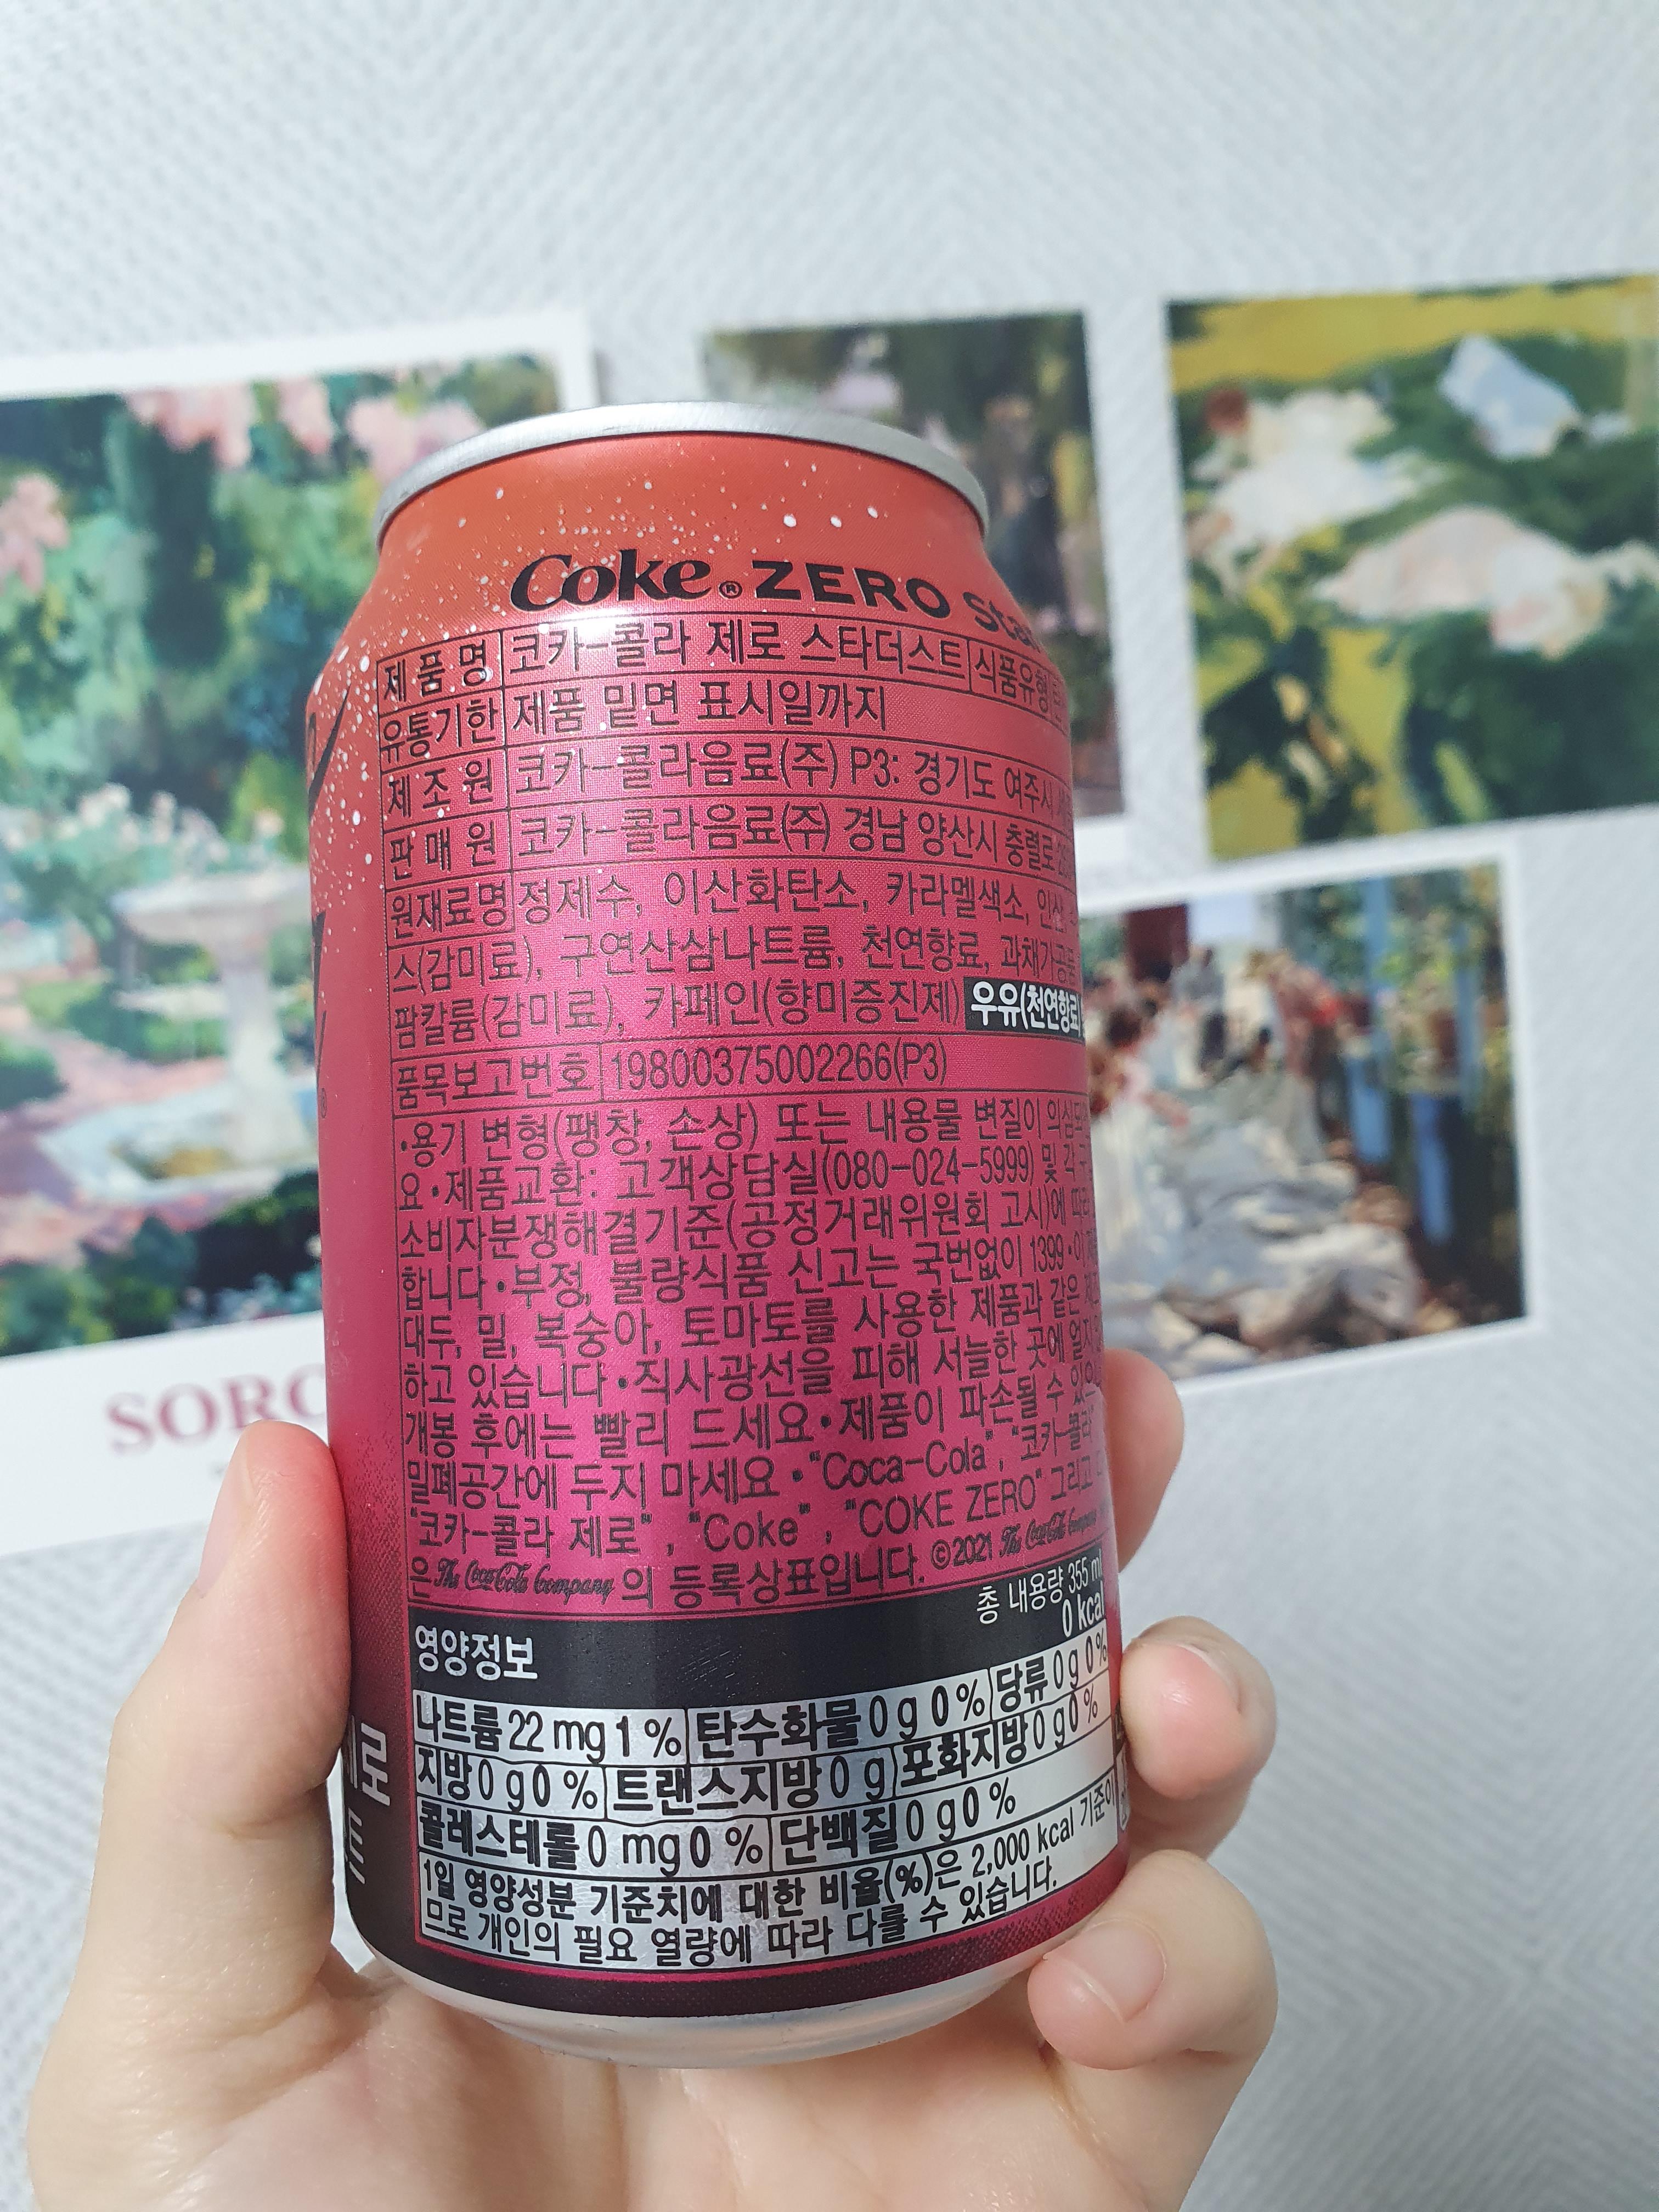 Coke® ZERO
제품명 코카-콜라 제로 스타더스트 식품유형
유통기한 제품 밑면 표시일까지
제조원 코카-콜라음료(주) P3: 경기도 여주시
판매원 코카-콜라음료(주) 경남 양산시 충렬로
원재료명 정제수, 이산화탄소, 카라멜색소, 인산,
스(감미료), 구연산삼나트륨, 천연향료, 과채가공품
팜칼륨(감미료), 카페인(향미증진제) 우유(천연향료)
품목보고번호 19800375002266(P3)
•용기 변형(팽창, 손상) 또는 내용물 변질이
요•제품교환: 고객상담실(080-024-5999) 및 각
소비자분쟁해결기준(공정거래위원회 고시)에 따라
합니다•부정, 불량식품 신고는 국번없이 1399•이
대두, 밀, 복숭아, 토마토를 사용한 제품과 같은
하고 있습니다•직사광선을 피해 서늘한 곳에
개봉 후에는 빨리 드세요•제품이 파손될 수
밀폐공간에 두지 마세요•"Coca-Cola", "코카-콜라"
"코카-콜라 제로", "Coke", "COKE ZERO" 그리고
은 The Coca-Cola Company 의 등록상표입니다. ©2021 The Coca-Cola Company
총 내용량 355 ml
영양정보 0 kcal
나트륨 22 mg 1 % 탄수화물 0 g 0 % 당류 0 g 0 %
지방 0 g 0 % 트랜스지방 0 g 포화지방 0 g 0 %
콜레스테롤 0 mg 0 % 단백질 0 g 0 %
1일 영양성분 기준치에 대한 비율(%)은 2,000 kcal 기준이
므로 개인의 필요 열량에 따라 다를 수 있습니다.